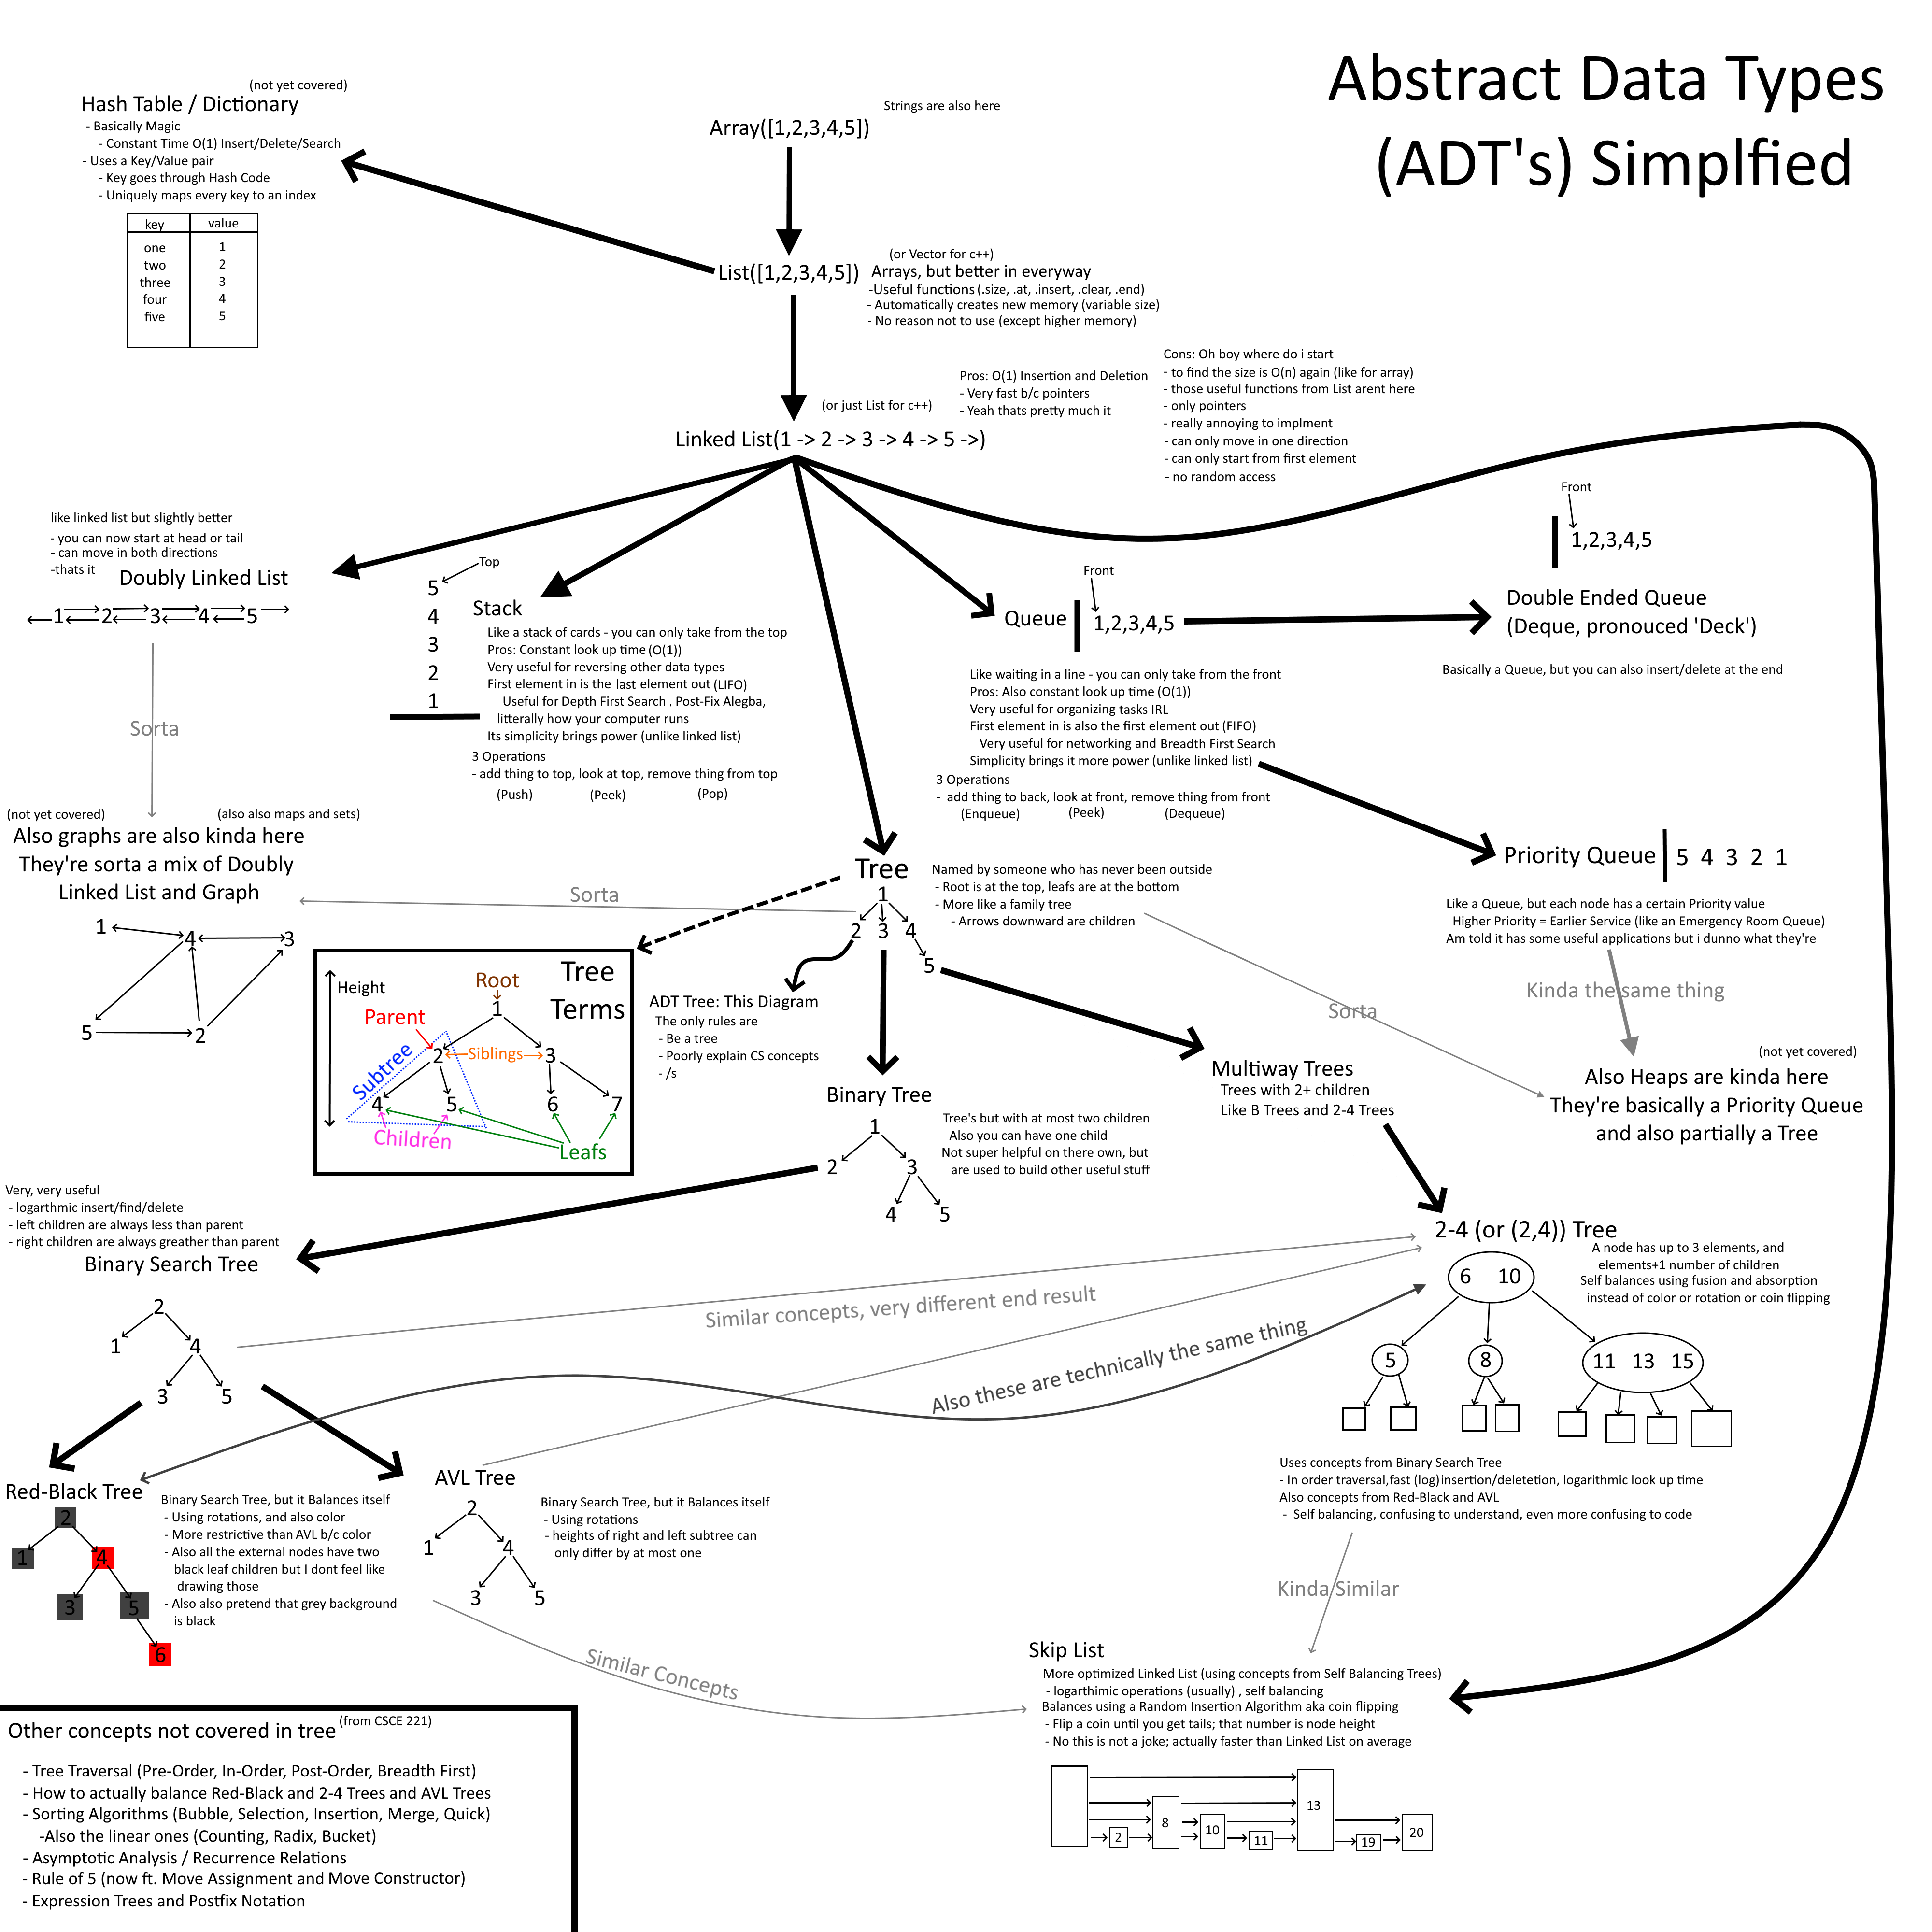 Abstract Data Types
(ADT's) Simplfied
(not yet covered)
Hash Table / Dictionary
- Basically Magic
- Constant Time O(1) Insert/Delete/Search
- Uses a Key/Value pair
- Key goes through Hash Code
- Uniquely maps every key to an index
key value
one 1
two 2
three 3
four 4
five 5
Strings are also here
Array([1,2,3,4,5])
(or Vector for c++)
List([1,2,3,4,5]) Arrays, but better in everyway
-Useful functions (.size, .at, .insert, .clear, .end)
- Automatically creates new memory (variable size)
- No reason not to use (except higher memory)
(or just List for c++)
Linked List(1 -> 2 -> 3 -> 4 -> 5 ->)
Pros: O(1) Insertion and Deletion
- Very fast b/c pointers
- Yeah thats pretty much it
Cons: Oh boy where do i start
- to find the size is O(n) again (like for array)
- those useful functions from List arent here
- only pointers
- really annoying to implment
- can only move in one direction
- can only start from first element
- no random access
like linked list but slightly better
- you can now start at head or tail
- can move in both directions
-thats it
Doubly Linked List
1 2 3 4 5
Sorta
Top
5
4
3
2
1
Stack
Like a stack of cards - you can only take from the top
Pros: Constant look up time (O(1))
Very useful for reversing other data types
First element in is the last element out (LIFO)
Useful for Depth First Search , Post-Fix Alegba,
litterally how your computer runs
Its simplicity brings power (unlike linked list)
3 Operations
- add thing to top, look at top, remove thing from top
(Push) (Peek) (Pop)
Front
Queue 1,2,3,4,5
Like waiting in a line - you can only take from the front
Pros: Also constant look up time (O(1))
Very useful for organizing tasks IRL
First element in is also the first element out (FIFO)
Very useful for networking and Breadth First Search
Simplicity brings it more power (unlike linked list)
3 Operations
- add thing to back, look at front, remove thing from front
(Enqueue) (Peek) (Dequeue)
Front
1,2,3,4,5
Double Ended Queue
(Deque, pronouced 'Deck')
Basically a Queue, but you can also insert/delete at the end
Priority Queue 5 4 3 2 1
Like a Queue, but each node has a certain Priority value
Higher Priority = Earlier Service (like an Emergency Room Queue)
Am told it has some useful applications but i dunno what they're
Kinda the same thing
(not yet covered)
Also Heaps are kinda here
They're basically a Priority Queue
and also partially a Tree
(not yet covered) (also also maps and sets)
Also graphs are also kinda here
They're sorta a mix of Doubly
Linked List and Graph
1 4 3
5 2
Sorta
Tree
1
2 3 4
5
Named by someone who has never been outside
- Root is at the top, leafs are at the bottom
- More like a family tree
- Arrows downward are children
Sorta
Tree
Terms
Height
Root
1
Parent
2 Siblings 3
Subtree
4 5 6 7
Children
Leafs
ADT Tree: This Diagram
The only rules are
- Be a tree
- Poorly explain CS concepts
- /s
Binary Tree
1
2 3
4 5
Tree's but with at most two children
Also you can have one child
Not super helpful on there own, but
are used to build other useful stuff
Multiway Trees
Trees with 2+ children
Like B Trees and 2-4 Trees
Very, very useful
- logarthmic insert/find/delete
- left children are always less than parent
- right children are always greather than parent
Binary Search Tree
2
1 4
3 5
Similar concepts, very different end result
Also these are technically the same thing
2-4 (or (2,4)) Tree
A node has up to 3 elements, and
elements+1 number of children
Self balances using fusion and absorption
instead of color or rotation or coin flipping
6 10
5 8 11 13 15
Uses concepts from Binary Search Tree
- In order traversal,fast (log)insertion/deletetion, logarithmic look up time
Also concepts from Red-Black and AVL
- Self balancing, confusing to understand, even more confusing to code
Kinda Similar
Red-Black Tree
2
1 4
3 5
6
Binary Search Tree, but it Balances itself
- Using rotations, and also color
- More restrictive than AVL b/c color
- Also all the external nodes have two
black leaf children but I dont feel like
drawing those
- Also also pretend that grey background
is black
AVL Tree
2
1 4
3 5
Binary Search Tree, but it Balances itself
- Using rotations
- heights of right and left subtree can
only differ by at most one
Similar Concepts
Skip List
More optimized Linked List (using concepts from Self Balancing Trees)
- logarthimic operations (usually) , self balancing
Balances using a Random Insertion Algorithm aka coin flipping
- Flip a coin until you get tails; that number is node height
- No this is not a joke; actually faster than Linked List on average
2 8 10 11 13 19 20
Other concepts not covered in tree (from CSCE 221)
- Tree Traversal (Pre-Order, In-Order, Post-Order, Breadth First)
- How to actually balance Red-Black and 2-4 Trees and AVL Trees
- Sorting Algorithms (Bubble, Selection, Insertion, Merge, Quick)
-Also the linear ones (Counting, Radix, Bucket)
- Asymptotic Analysis / Recurrence Relations
- Rule of 5 (now ft. Move Assignment and Move Constructor)
- Expression Trees and Postfix Notation